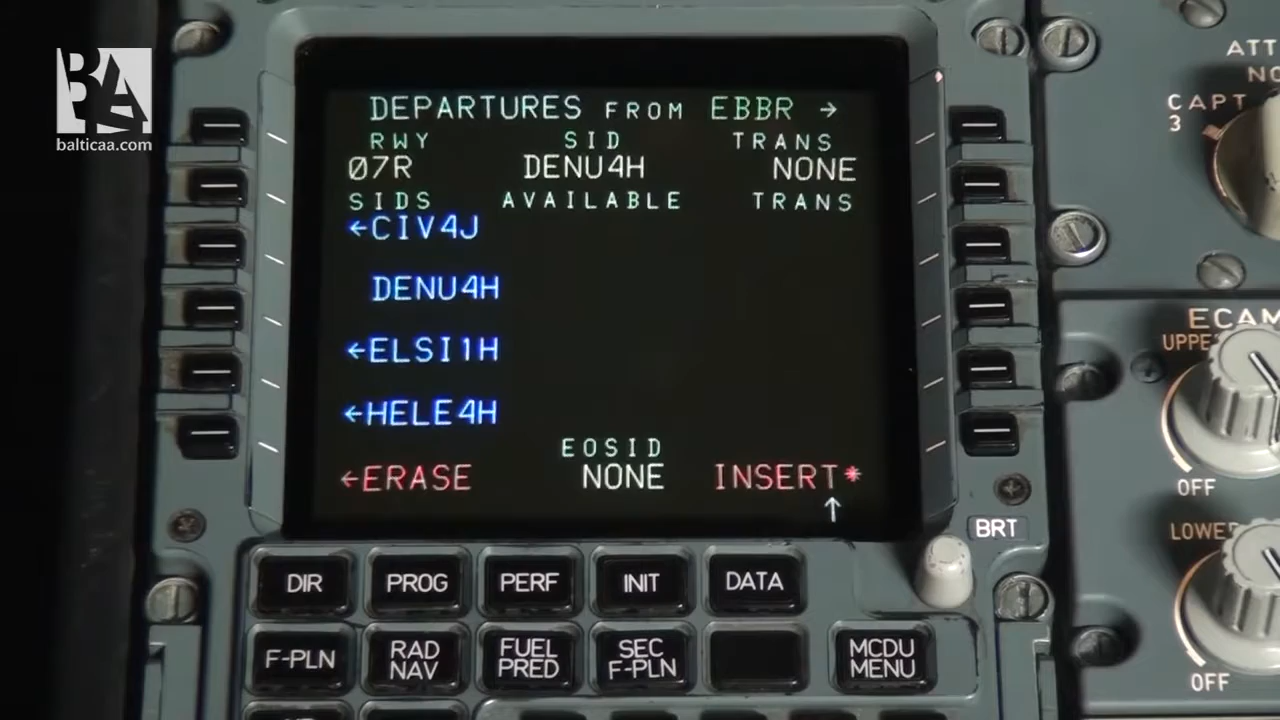 BA
balticaa.com
DEPARTURES FROM EBBR →
RWY SID TRANS
07R DENU4H NONE
SIDS AVAILABLE TRANS
←CIV4J
DENU4H
←ELSI1H
←HELE4H
EOSID
←ERASE NONE INSERT*
↑
BRT
DIR PROG PERF INIT DATA
F-PLN RAD NAV FUEL PRED SEC F-PLN MCDU MENU
ATT
NO
CAPT
3
ECAM
UPPE
OFF
LOWER
OFF